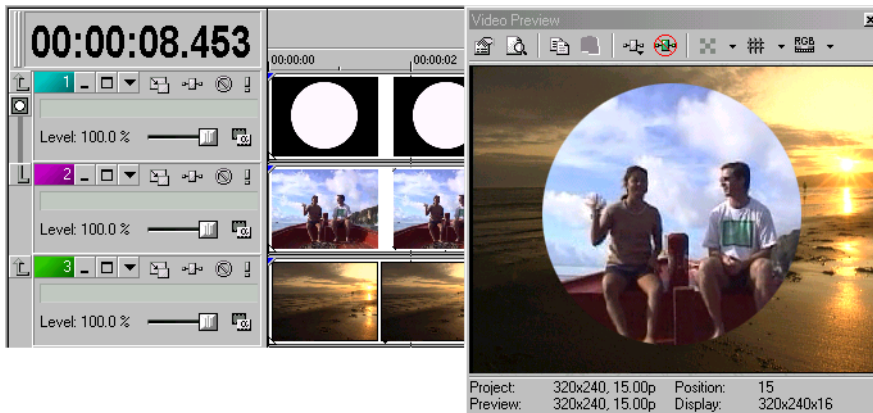 00:00:08.453
00:00:00 00:00:02
1
Level: 100.0 %
2
Level: 100.0 %
3
Level: 100.0 %
Video Preview
RGB
Project: 320x240, 15.00p Position: 15
Preview: 320x240, 15.00p Display: 320x240x16